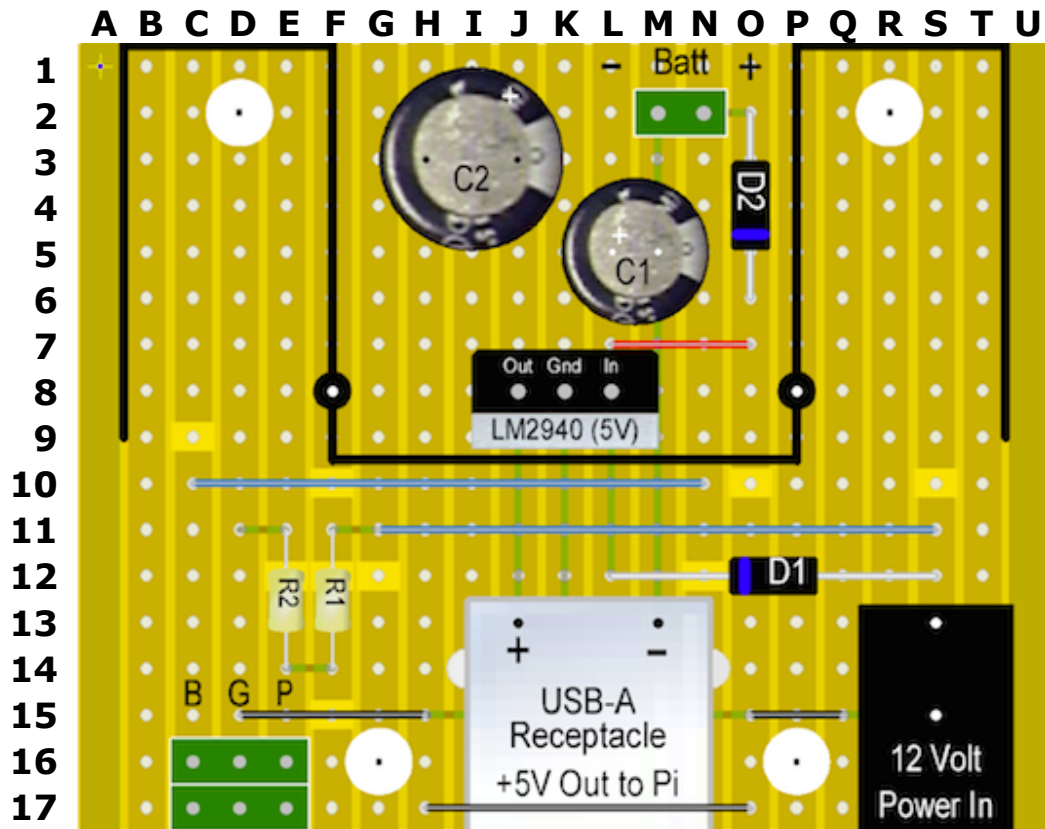 A B C D E F G H I J K L M N O P Q R S T U
1 - Batt +
2
3
C2
4 D2
5
C1
6
7
Out Gnd In
8
9 LM2940 (5V)
10
11
12 D1
R2 R1
13
+ -
14
B G P
USB-A
15
Receptacle
16 12 Volt
+5V Out to Pi
17 Power In